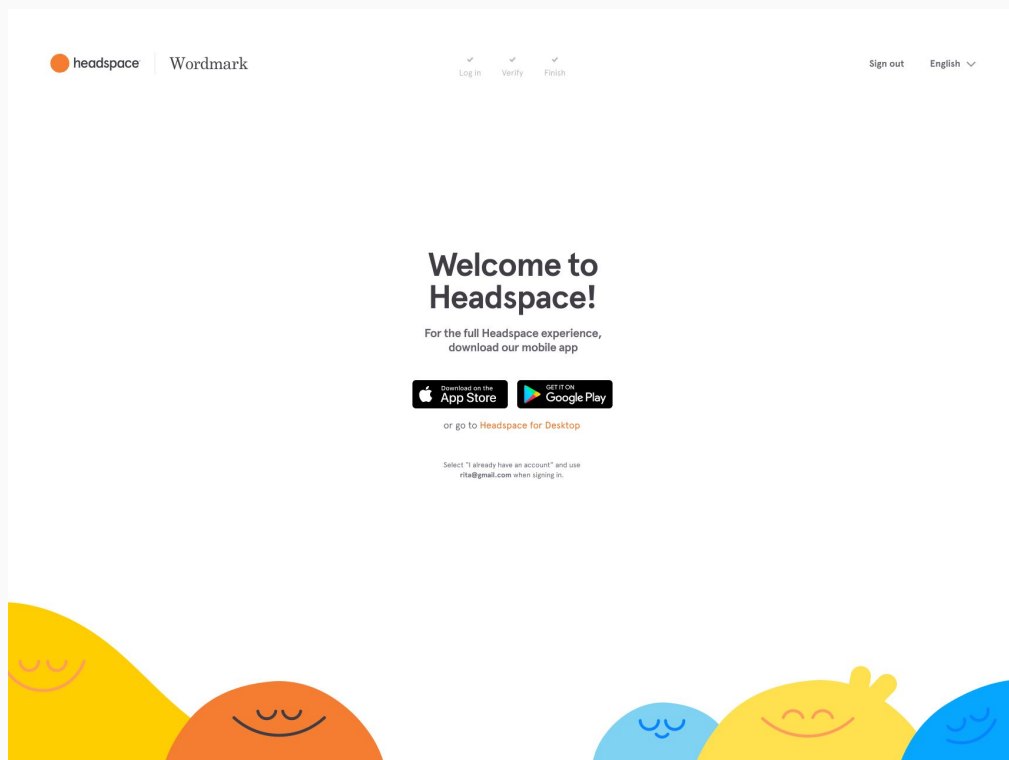 headspace
Wordmark
Log in
Verify
Finish
Sign out
English
Welcome to
Headspace!
For the full Headspace experience,
download our mobile app
Download on the
App Store
GET IT ON
Google Play
or go to Headspace for Desktop
Select "I already have an account" and use
rita@gmail.com when signing in.